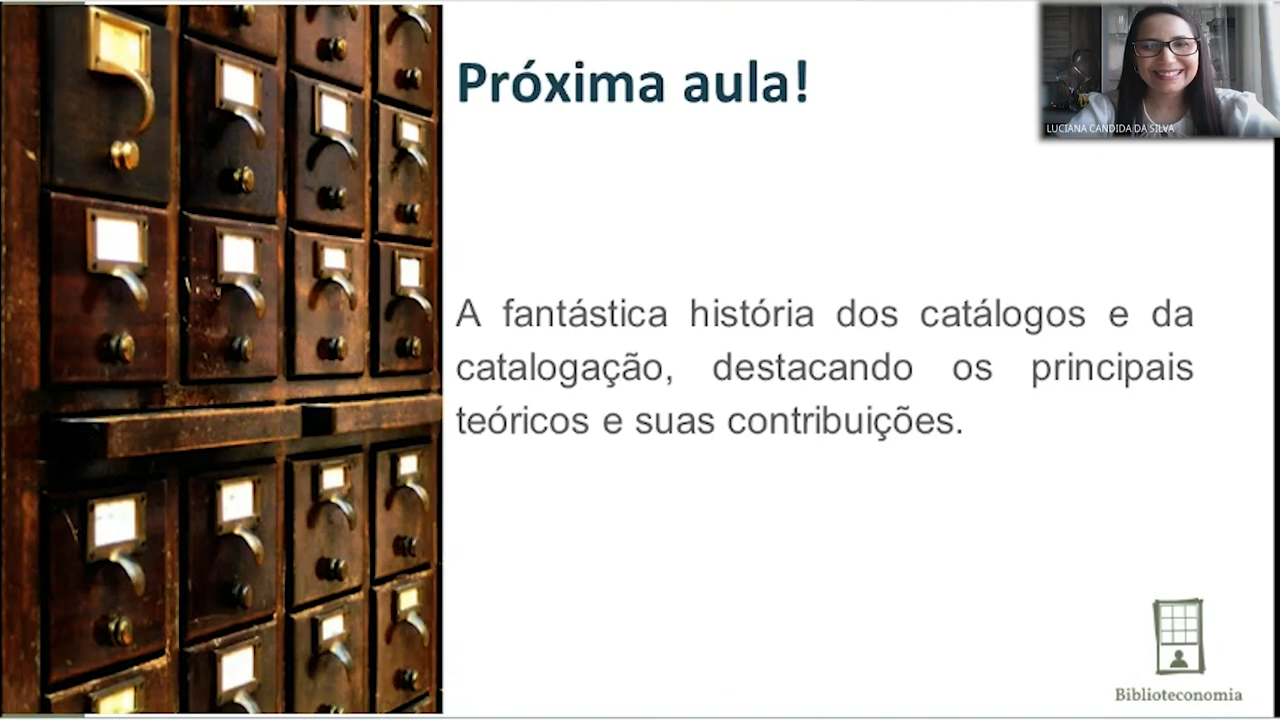 Próxima aula!
LUCIANA CANDIDA DA SILVA
A fantástica história dos catálogos e da
catalogação, destacando os principais
teóricos e suas contribuições.
Biblioteconomia